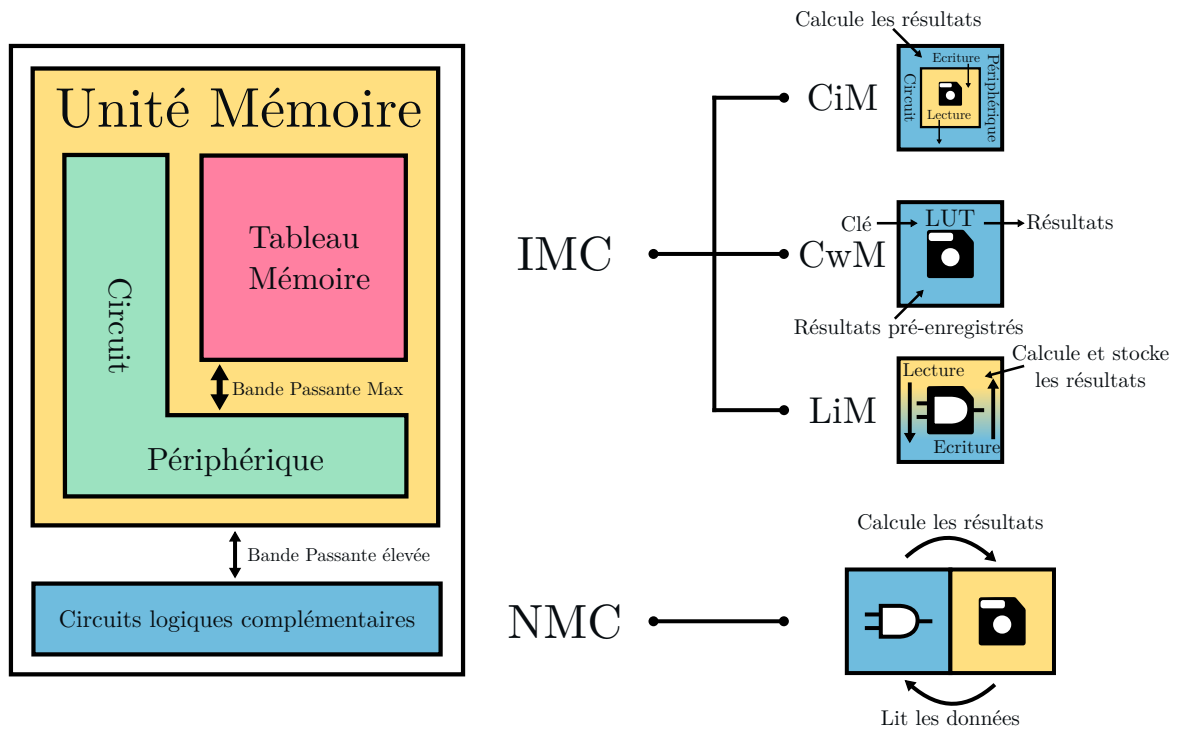 Unité Mémoire
Circuit
Périphérique
Tableau
Mémoire
Bande Passante Max
Bande Passante élevée
Circuits logiques complémentaires
IMC
CiM
Calcule les résultats
Ecriture
Circuit
Périphérique
Lecture
CwM
Clé
LUT
Résultats
Résultats pré-enregistrés
LiM
Lecture
Ecriture
Calcule et stocke
les résultats
NMC
Calcule les résultats
Lit les données